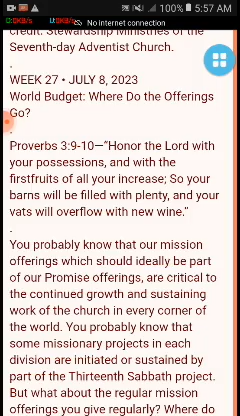 100% 5:57 AM
D:0KB/s U:0KB/s No internet connection
credit: Stewardship Ministries of the
Seventh-day Adventist Church.
.
WEEK 27 • JULY 8, 2023
World Budget: Where Do the Offerings
Go?
.
Proverbs 3:9-10—“Honor the Lord with
your possessions, and with the
firstfruits of all your increase; So your
barns will be filled with plenty, and your
vats will overflow with new wine.”
.
You probably know that our mission
offerings which should ideally be part
of our Promise offerings, are critical to
the continued growth and sustaining
work of the church in every corner of
the world. You probably know that
some missionary projects in each
division are initiated or sustained by
part of the Thirteenth Sabbath project.
But what about the regular mission
offerings you give regularly? Where do